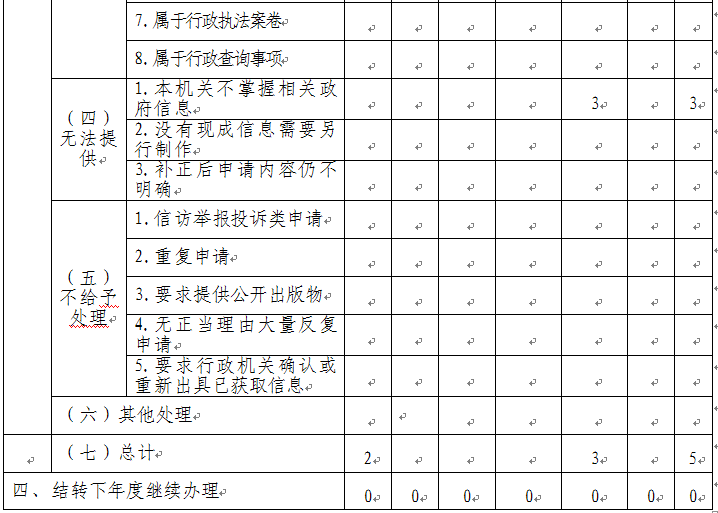 7. 属于行政执法案卷
8. 属于行政查询事项
（四）
无法提
供
1. 本机关不掌握相关政
府信息
3
3
2. 没有现成信息需要另
行制作
3. 补正后申请内容仍不
明确
（五）
不给予
处理
1. 信访举报投诉类申请
2. 重复申请
3. 要求提供公开出版物
4. 无正当理由大量反复
申请
5. 要求行政机关确认或
重新出具已获取信息
（六）其他处理
（七）总计
2
3
5
四、结转下年度继续办理
0
0
0
0
0
0
0